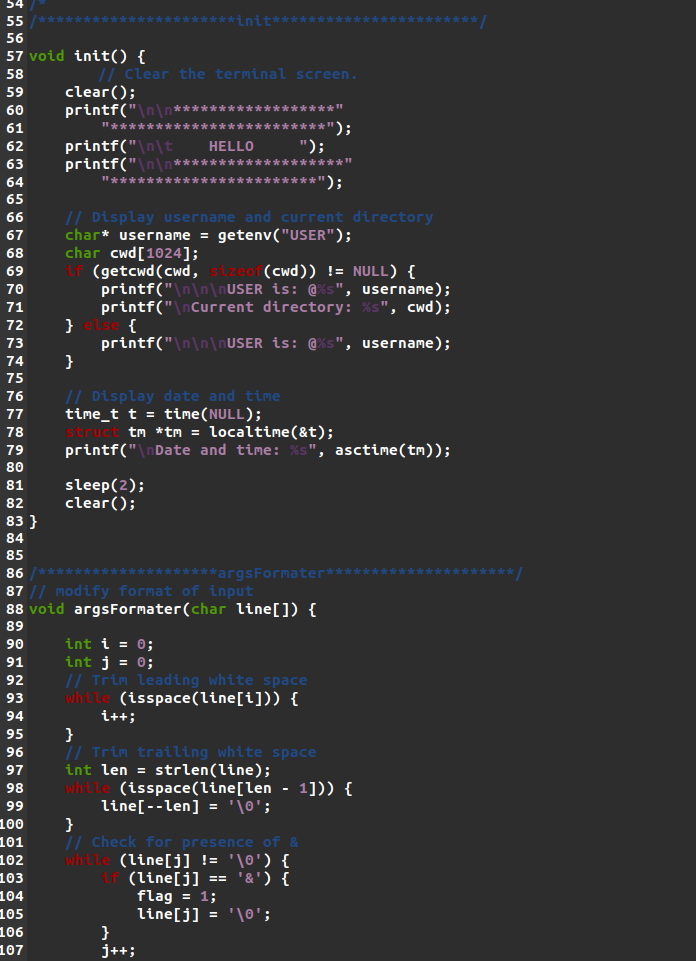 54 /*
55 /**********************init***********************/
56
57 void init() {
58         // Clear the terminal screen.
59     clear();
60     printf("\n\n******************"
61         "************************");
62     printf("\n\t    HELLO     ");
63     printf("\n\n*******************"
64         "***********************");
65
66     // Display username and current directory
67     char* username = getenv("USER");
68     char cwd[1024];
69     if (getcwd(cwd, sizeof(cwd)) != NULL) {
70         printf("\n\n\nUSER is: @%s", username);
71         printf("\nCurrent directory: %s", cwd);
72     } else {
73         printf("\n\n\nUSER is: @%s", username);
74     }
75
76     // Display date and time
77     time_t t = time(NULL);
78     struct tm *tm = localtime(&t);
79     printf("\nDate and time: %s", asctime(tm));
80
81     sleep(2);
82     clear();
83 }
84
85
86 /********************argsFormater*********************/
87 // modify format of input
88 void argsFormater(char line[]) {
89
90     int i = 0;
91     int j = 0;
92     // Trim leading white space
93     while (isspace(line[i])) {
94         i++;
95     }
96     // Trim trailing white space
97     int len = strlen(line);
98     while (isspace(line[len - 1])) {
99         line[--len] = '\0';
100     }
101     // Check for presence of &
102     while (line[j] != '\0') {
103         if (line[j] == '&') {
104             flag = 1;
105             line[j] = '\0';
106         }
107         j++;